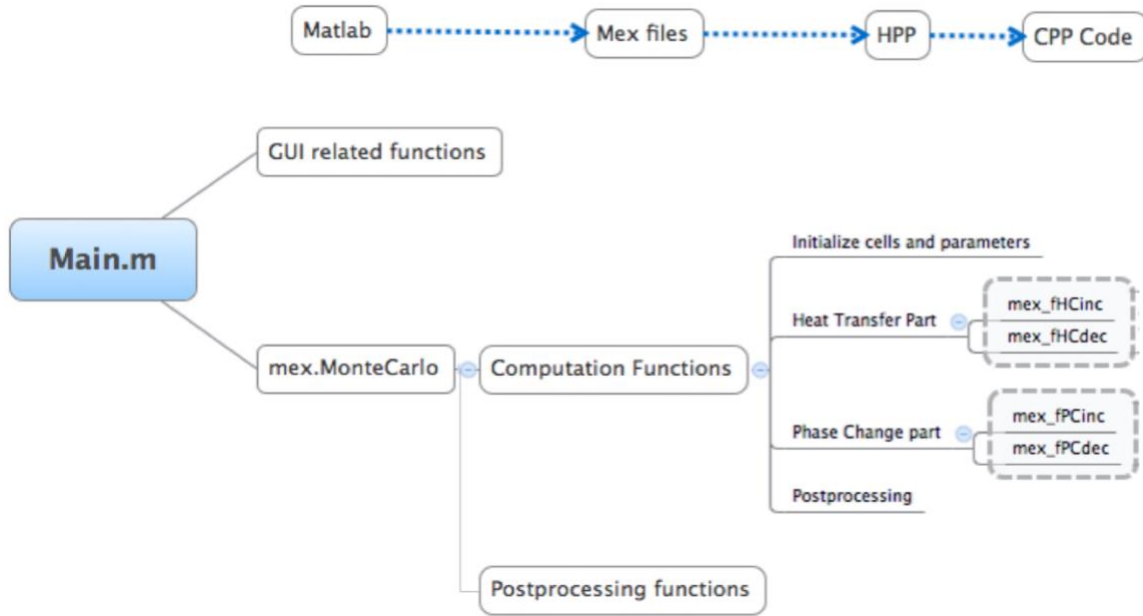 Matlab
Mex files
HPP
CPP Code
GUI related functions
Main.m
mex.MonteCarlo
Computation Functions
Initialize cells and parameters
Heat Transfer Part
mex_fHCinc
mex_fHCdec
Phase Change part
mex_fPCinc
mex_fPCdec
Postprocessing
Postprocessing functions